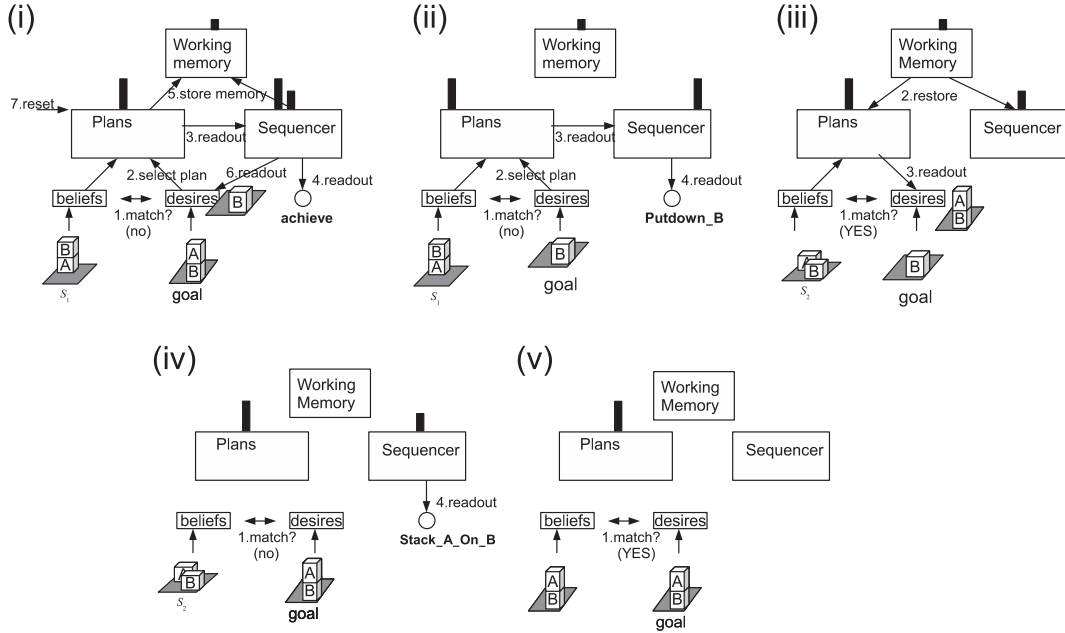 (i)
Working
memory
5.store memory
7.reset
Plans
3.readout
Sequencer
2.select plan
6.readout
beliefs
1.match?
(no)
desires
B
4.readout
achieve
B
A
S1
A
B
goal
(ii)
Working
memory
Plans
3.readout
Sequencer
2.select plan
beliefs
1.match?
(no)
desires
4.readout
Putdown_B
B
A
S1
B
goal
(iii)
Working
Memory
2.restore
Plans
Sequencer
3.readout
beliefs
1.match?
(YES)
desires
A
B
A
B
S2
B
goal
(iv)
Working
Memory
Plans
Sequencer
4.readout
beliefs
1.match?
(no)
desires
Stack_A_On_B
A
B
S2
A
B
goal
(v)
Working
Memory
Plans
Sequencer
beliefs
1.match?
(YES)
desires
A
B
A
B
goal